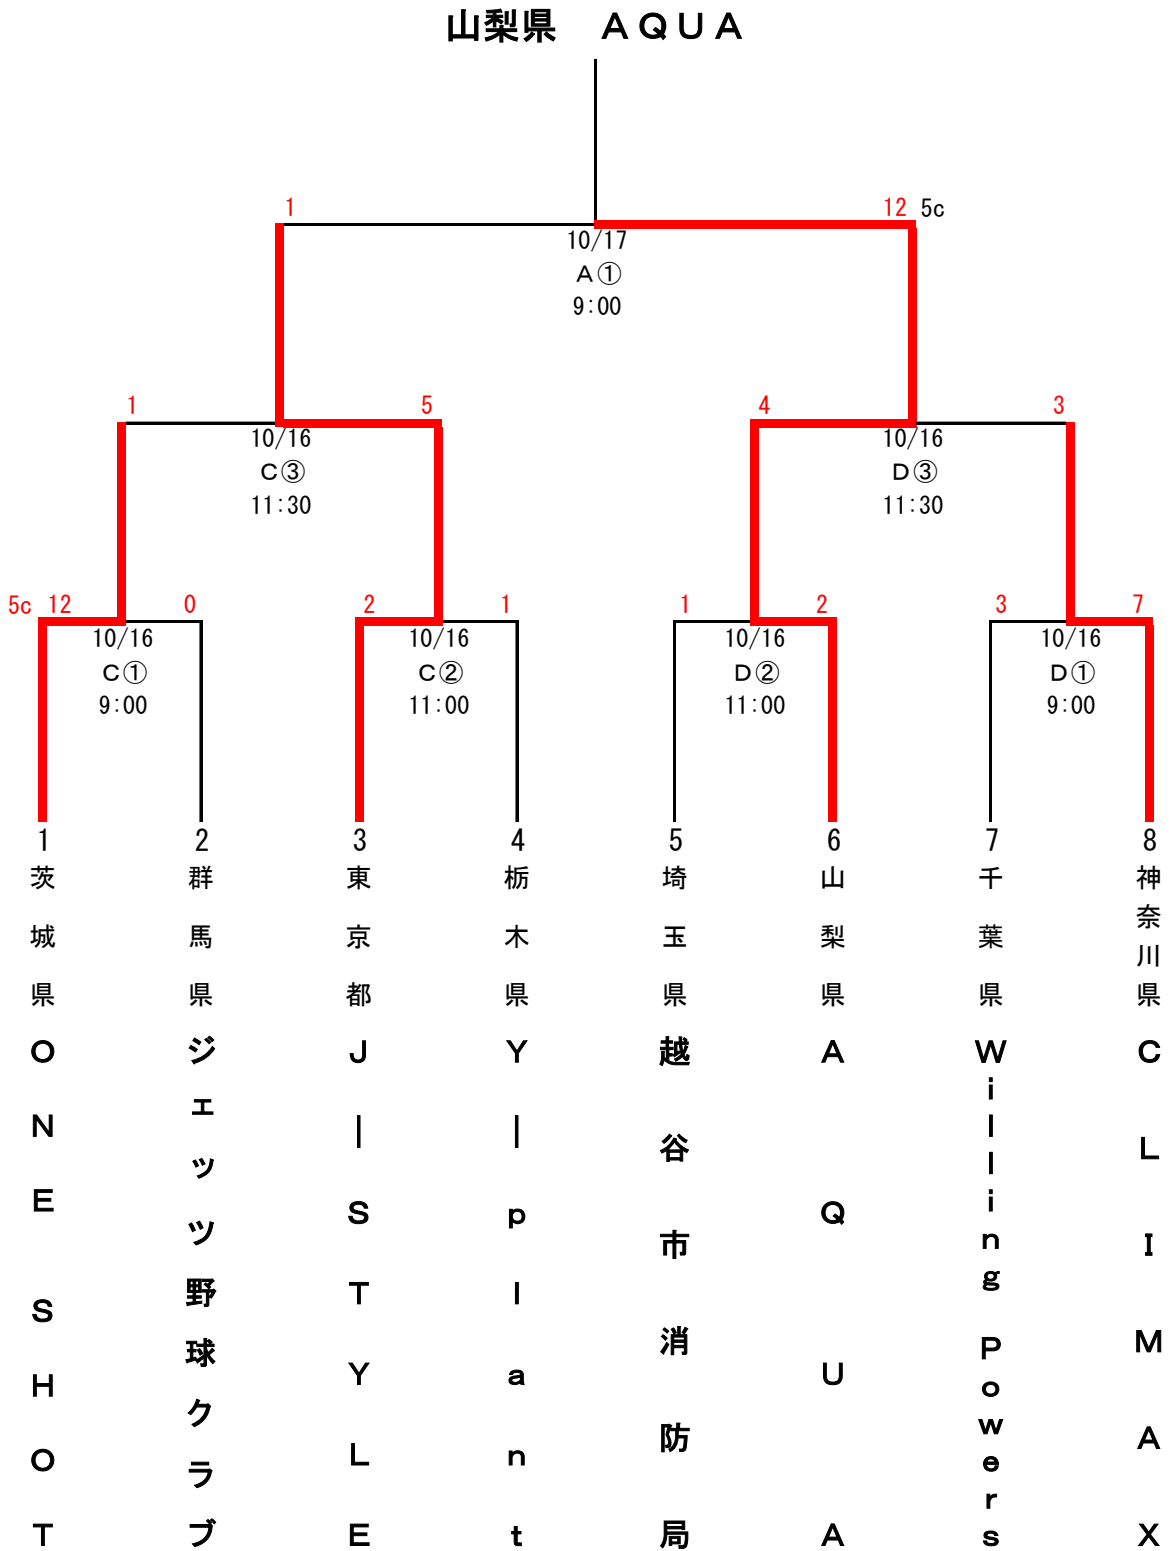 山梨県　ＡＱＵＡ
1 12 5c
10/17
Ａ①
9:00
1 5 4 3
10/16 10/16
Ｃ③ Ｄ③
11:30 11:30
5c 12 0 2 1 1 2 3 7
10/16 10/16 10/16 10/16
Ｃ① Ｃ② Ｄ② Ｄ①
9:00 11:00 11:00 9:00
1 2 3 4 5 6 7 8
茨城県
ＯＮＥ ＳＨＯＴ
群馬県
ジェッツ野球クラブ
東京都
Ｊ－ＳＴＹＬＥ
栃木県
Ｙ－ｐｌａｎｔ
埼玉県
越谷市消防局
山梨県
ＡＱＵＡ
千葉県
Ｗｉｌｌｉｎｇ Ｐｏｗｅｒｓ
神奈川県
ＣＬＩＭＡＸ